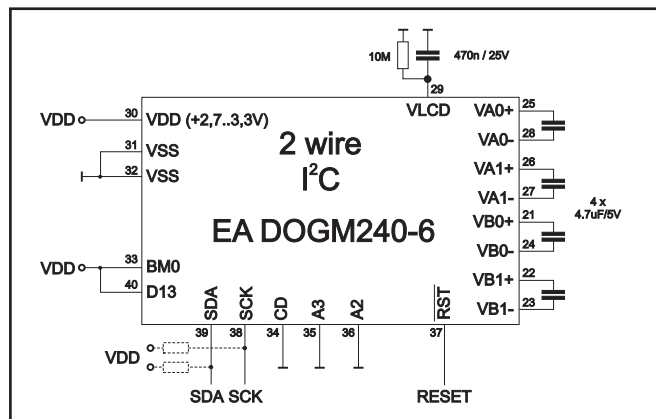 10M
470n / 25V
29
VLCD
30
VDD
VDD (+2,7..3,3V)
31
VSS
32
VSS
2 wire
I²C
EA DOGM240-6
VA0+ 25
VA0- 28
VA1+ 26
VA1- 27
VB0+ 21
VB0- 24
VB1+ 22
VB1- 23
4 x
4.7uF/5V
VDD
33
BM0
40
D13
SDA
SCK
CD
A3
A2
RST
39
38
34
35
36
37
VDD
SDA SCK
RESET